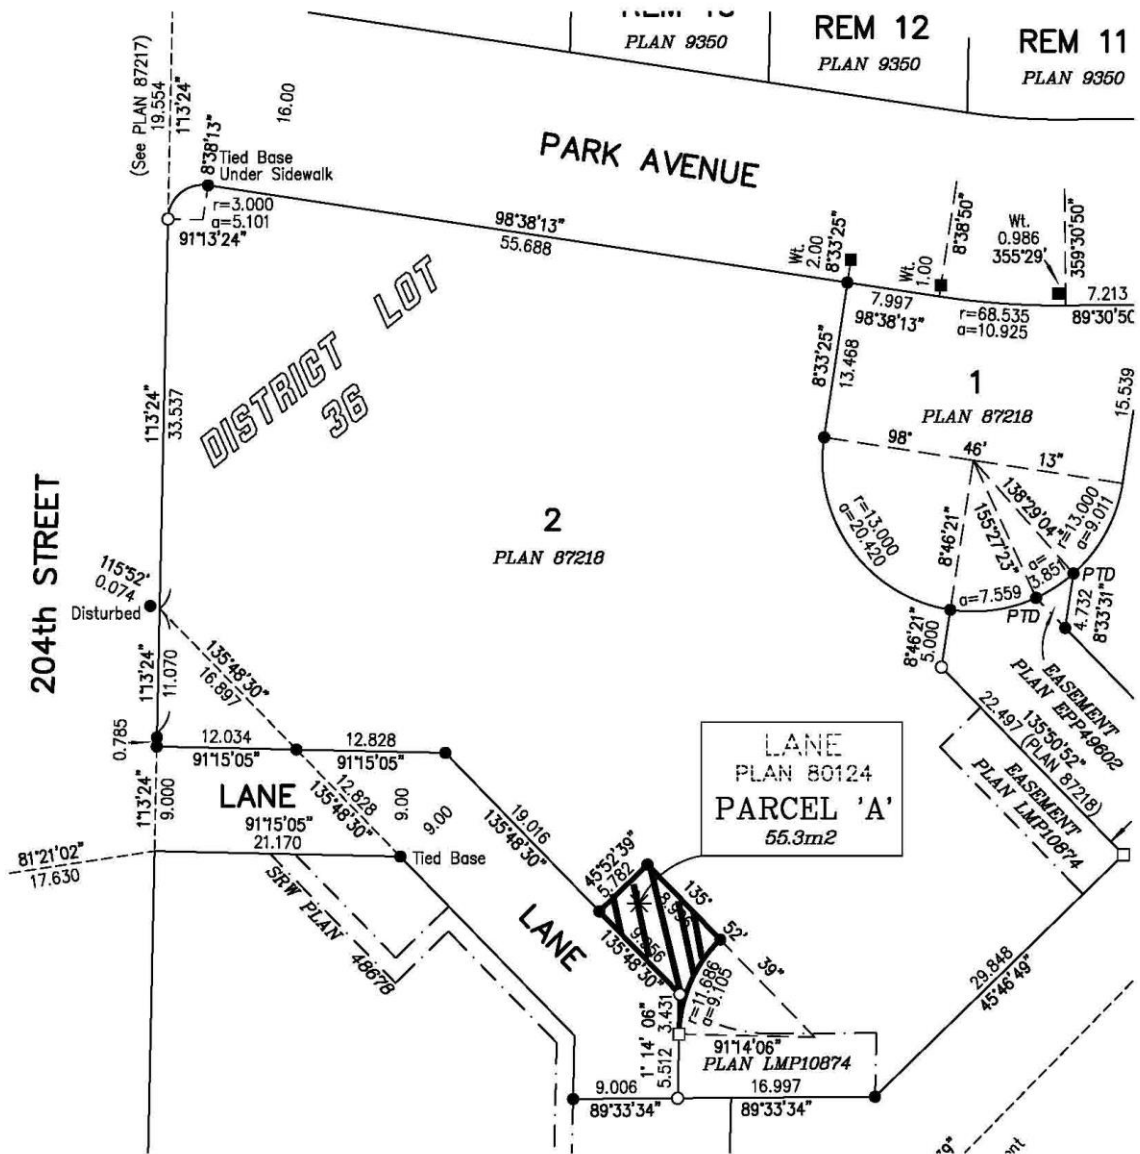 PLAN 9350
REM 12
PLAN 9350
REM 11
PLAN 9350
(See PLAN 87217)
19.554
1°13'24"
8°38'13"
16.00
Tied Base
Under Sidewalk
r=3.000
a=5.101
91°13'24"
PARK AVENUE
98°38'13"
55.688
Wt.
2.00
8°33'25"
Wt.
1.00
8°38'50"
Wt.
0.986
355°29'
359°30'50"
7.997
98°38'13"
r=68.535
a=10.925
7.213
89°30'50
DISTRICT LOT
36
8°33'25"
13.468
1
PLAN 87218
15.539
1°13'24"
33.537
98°
46'
13"
204th STREET
2
PLAN 87218
r=13.000
a=20.420
8°46'21"
155°27'23"
138°29'04"
r=13.000
a=9.011
a=
3.851
a=7.559
PTD
PTD
4.732
8°33'31"
115°52'
0.074
Disturbed
8°46'21"
5.000
135°48'30"
16.897
1°13'24"
11.070
EASEMENT
PLAN EPP49602
135°50'52"
22.497 (PLAN 87218)
EASEMENT
PLAN LMP10874
0.785
12.034
91°15'05"
12.828
91°15'05"
LANE
PLAN 80124
PARCEL 'A'
55.3m2
1°13'24"
9.000
LANE
12.828
135°48'30"
9.00
9.00
19.016
135°48'30"
91°15'05"
21.170
Tied Base
81°21'02"
17.630
SRW PLAN 48678
45°52'39"
5.782
8.996
135°
52'
39"
LANE
9.956
135°48'30"
r=11.686
a=9.105
29.848
45°46'49"
1°14'06"
3.431
5.512
91°14'06"
PLAN LMP10874
9.006
89°33'34"
16.997
89°33'34"